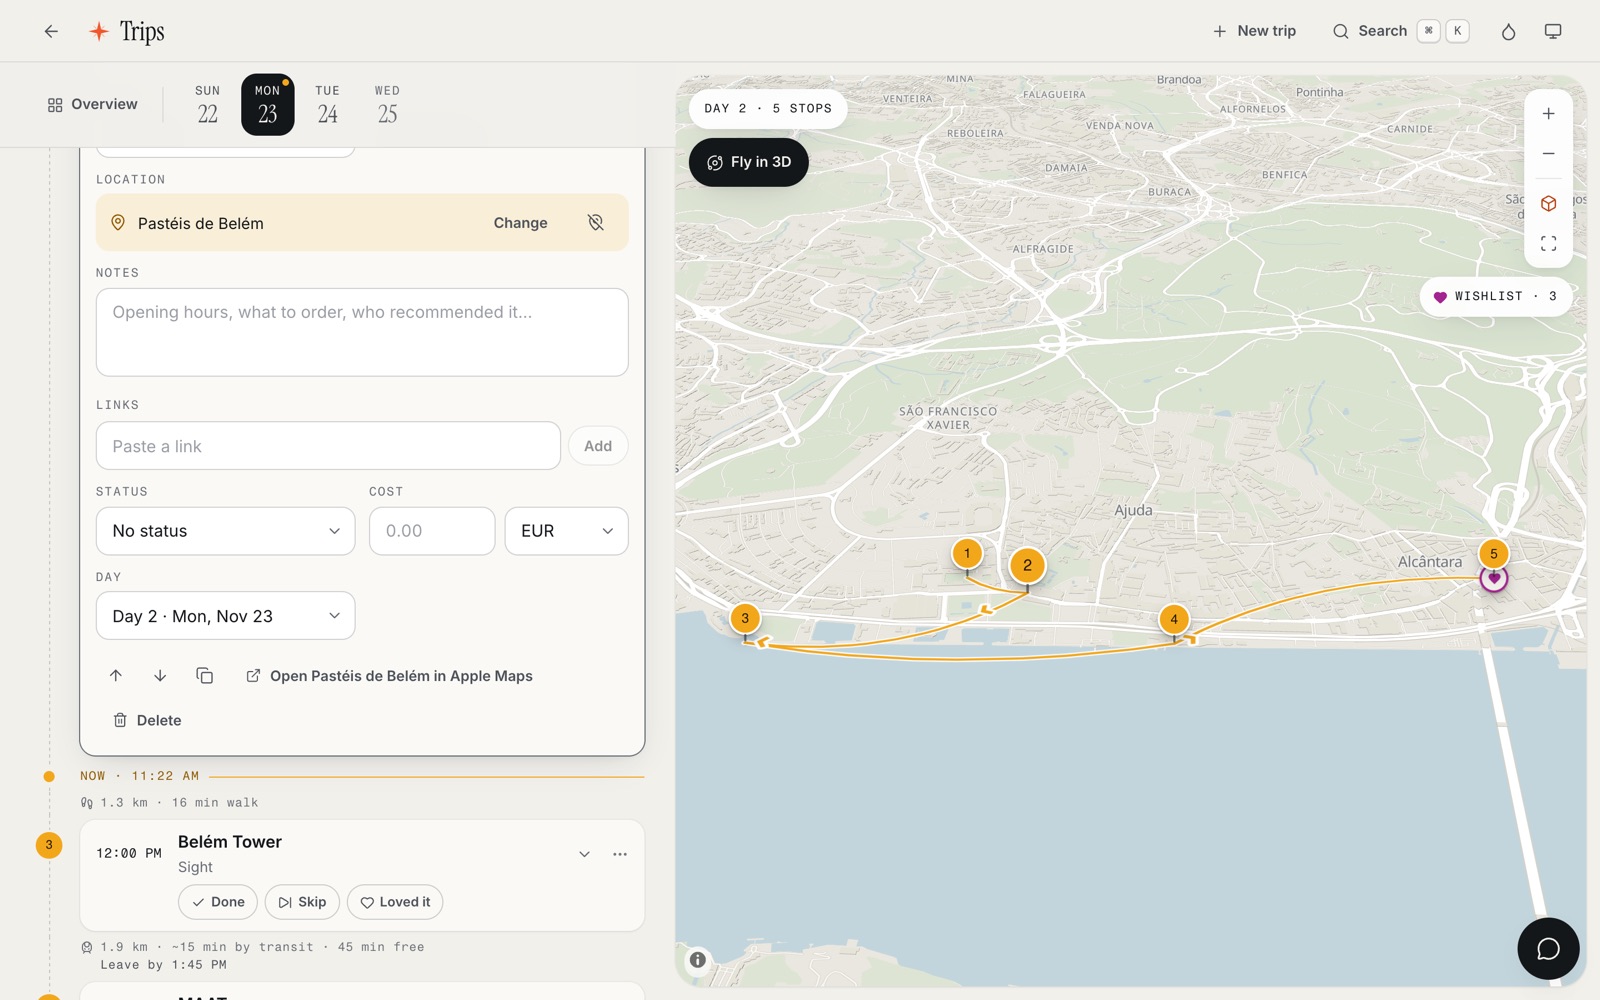 Trips
New trip
Search ⌘ K
Overview
SUN 22
MON 23
TUE 24
WED 25
LOCATION
Pastéis de Belém
Change
NOTES
Opening hours, what to order, who recommended it...
LINKS
Paste a link
Add
STATUS
COST
No status
0.00
EUR
DAY
Day 2 · Mon, Nov 23
Open Pastéis de Belém in Apple Maps
Delete
NOW · 11:22 AM
1.3 km · 16 min walk
3
12:00 PM
Belém Tower
Sight
Done
Skip
Loved it
1.9 km · ~15 min by transit · 45 min free
Leave by 1:45 PM
MAAT
DAY 2 · 5 STOPS
Fly in 3D
WISHLIST · 3
MINA
Brandoa
Pontinha
VENTEIRA
FALAGUEIRA
ALFORNELOS
REBOLEIRA
VENDA NOVA
CARNIDE
DAMAIA
BENFICA
BURACA
ALFRAGIDE
SÃO FRANCISCO
XAVIER
Ajuda
Alcântara
1
2
3
4
5